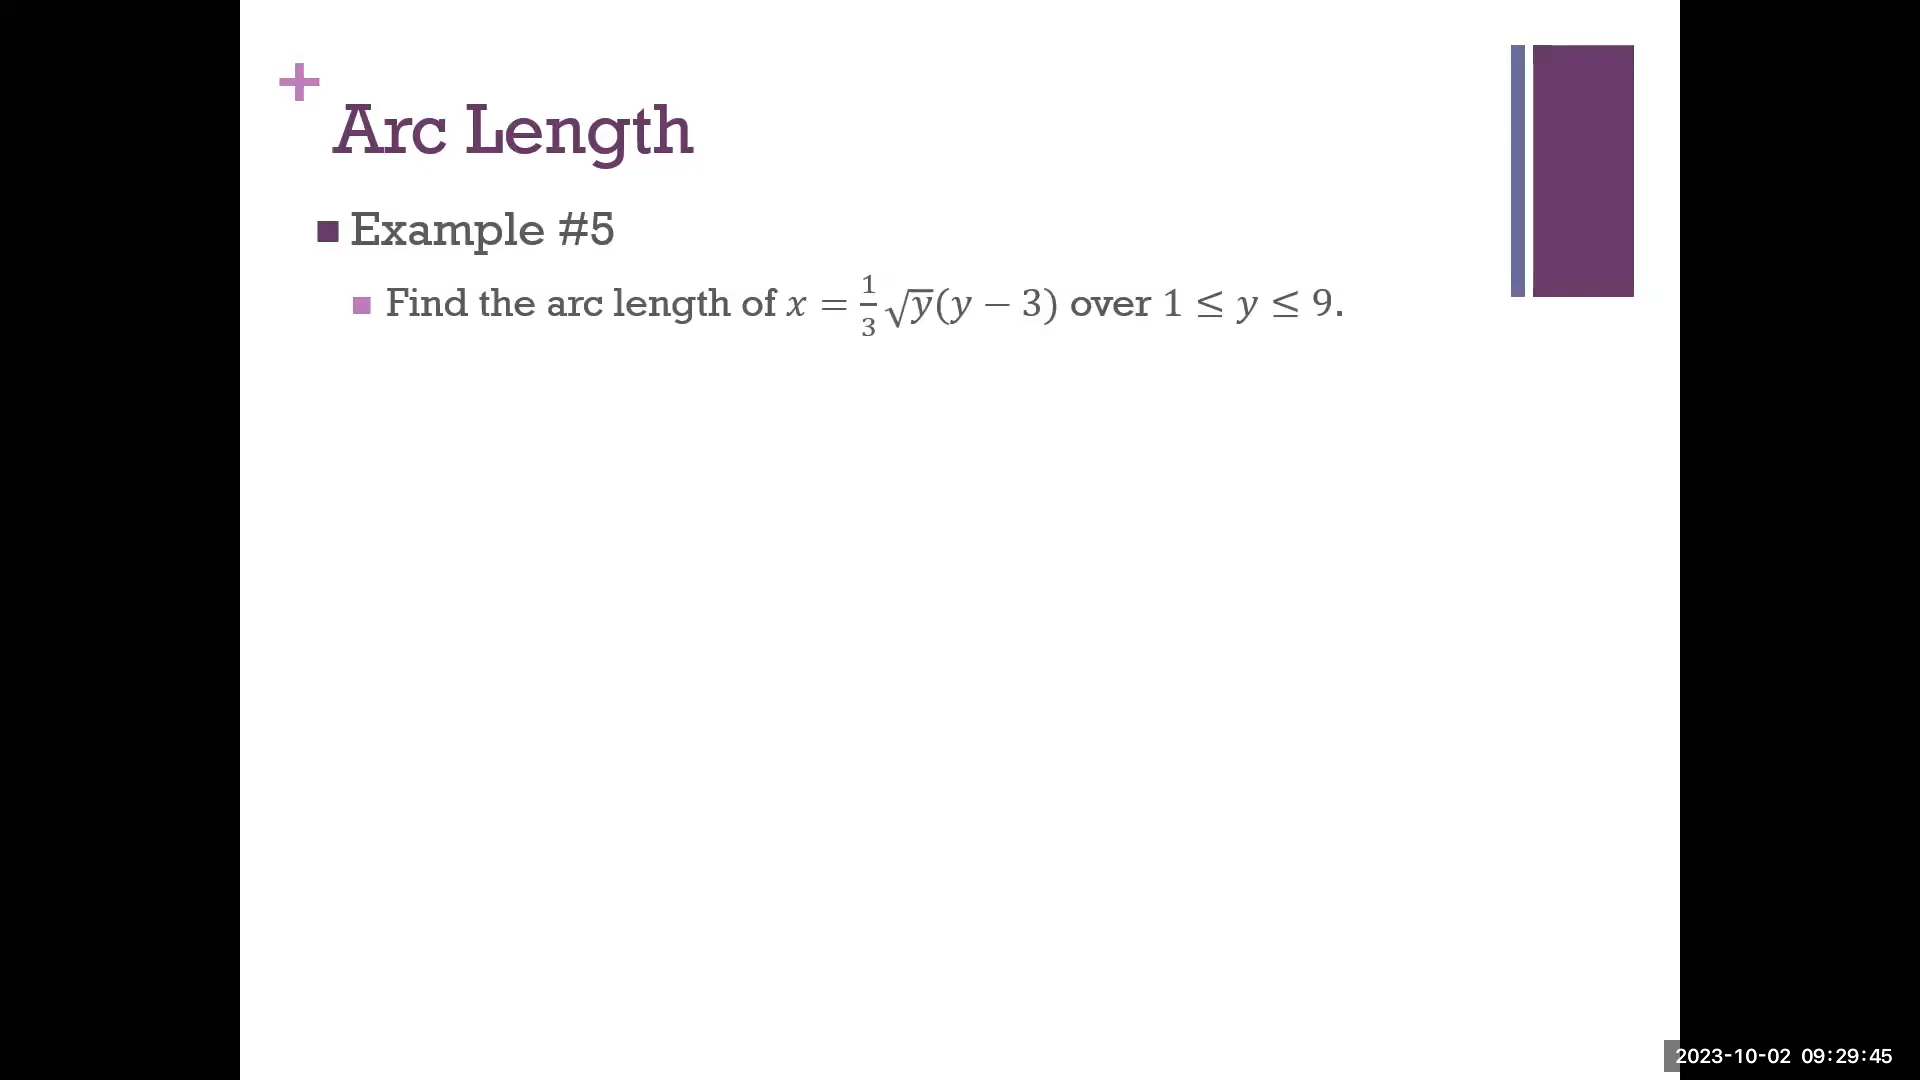 +
Arc Length
Example #5
Find the arc length of x = 1/3 √y(y − 3) over 1 ≤ y ≤ 9.
2023-10-02 09:29:45